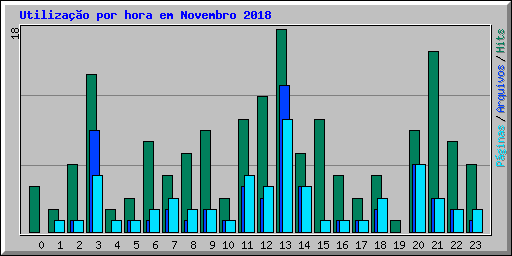 Utilização por hora em Novembro 2018
18
Páginas / Arquivos / Hits
0 1 2 3 4 5 6 7 8 9 10 11 12 13 14 15 16 17 18 19 20 21 22 23